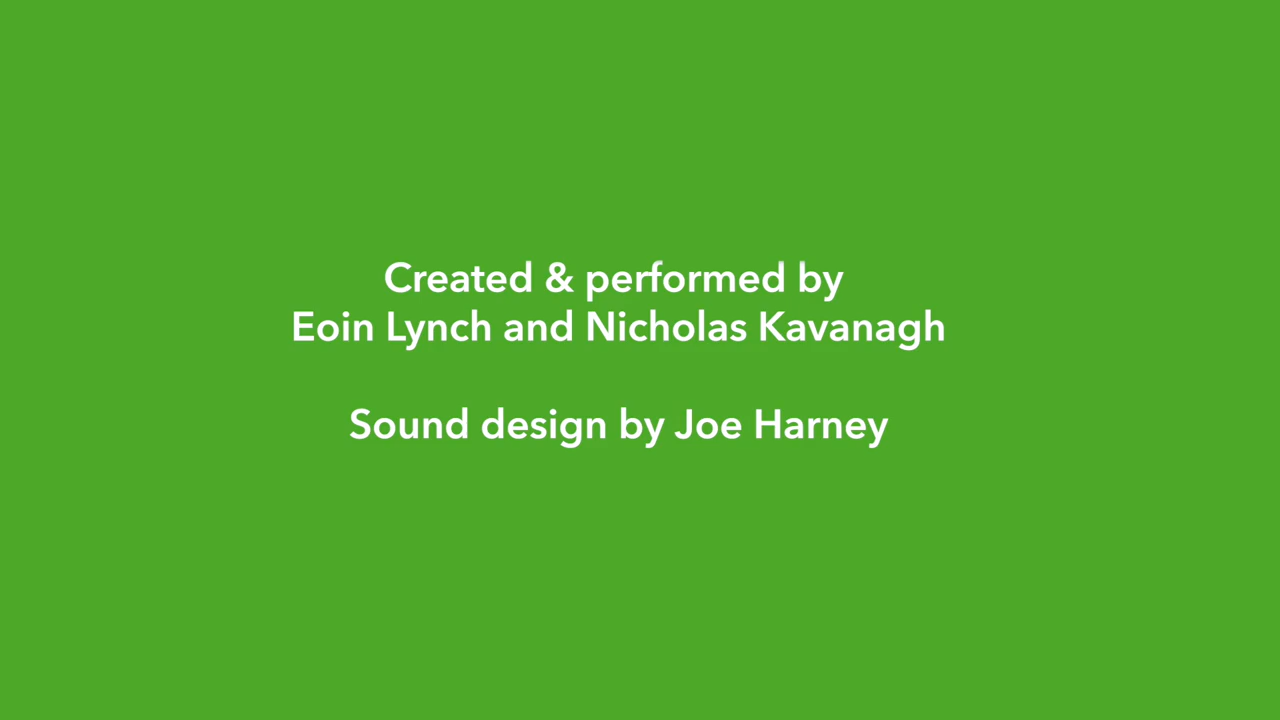 Created & performed by
Eoin Lynch and Nicholas Kavanagh
Sound design by Joe Harney